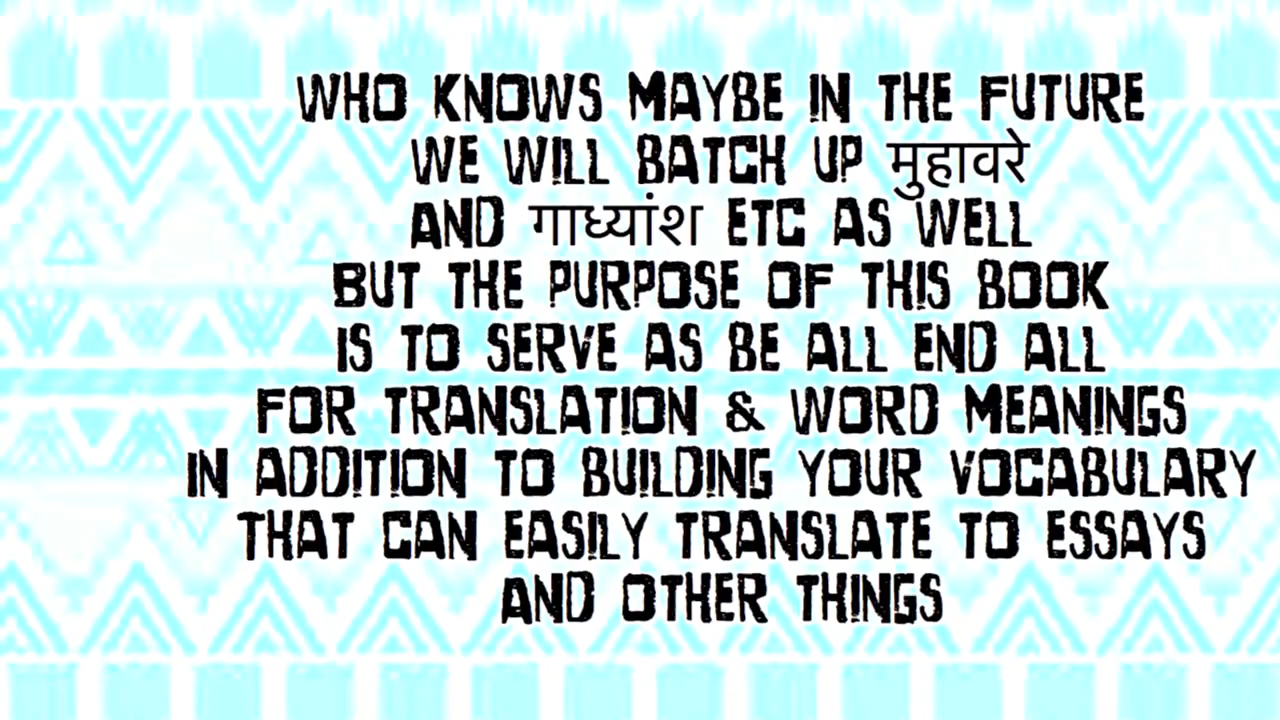 WHO KNOWS MAYBE IN THE FUTURE
WE WILL BATCH UP मुहावरे
AND गाध्यांश ETC AS WELL
BUT THE PURPOSE OF THIS BOOK
IS TO SERVE AS BE ALL END ALL
FOR TRANSLATION & WORD MEANINGS
IN ADDITION TO BUILDING YOUR VOCABULARY
THAT CAN EASILY TRANSLATE TO ESSAYS
AND OTHER THINGS